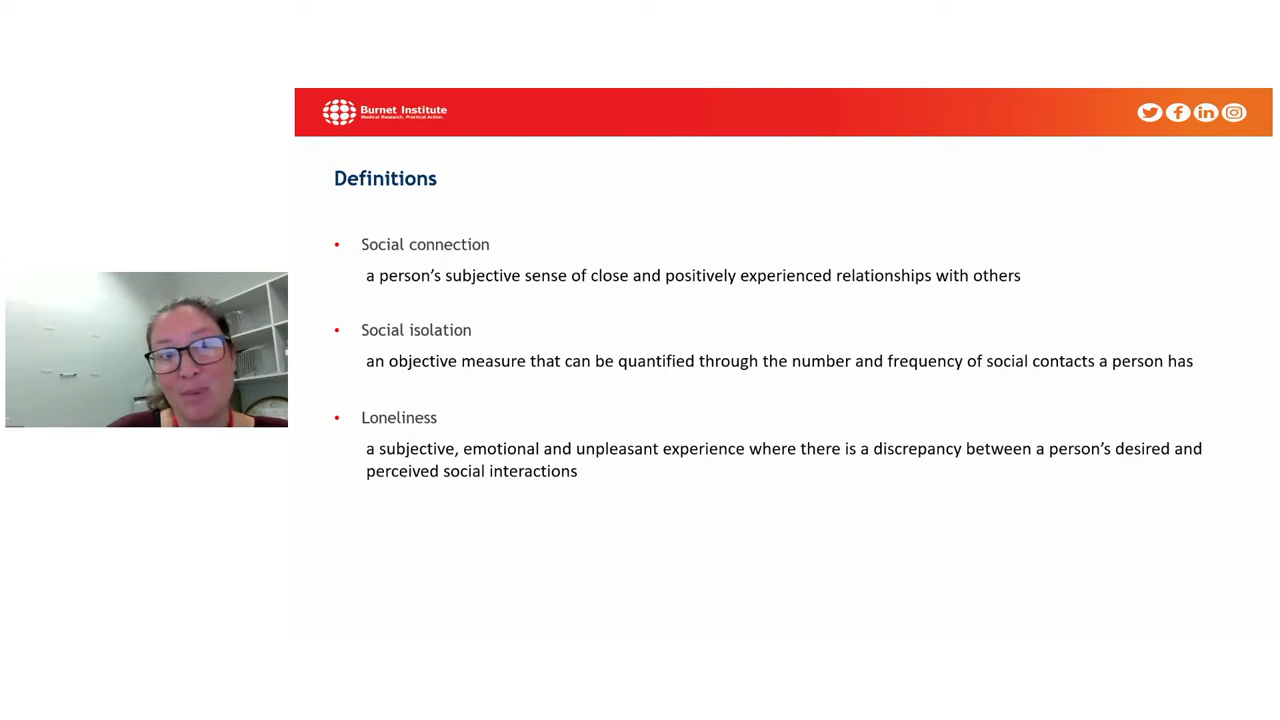 Burnet Institute
Medical Research. Practical Action.
Definitions
• Social connection
a person's subjective sense of close and positively experienced relationships with others
• Social isolation
an objective measure that can be quantified through the number and frequency of social contacts a person has
• Loneliness
a subjective, emotional and unpleasant experience where there is a discrepancy between a person's desired and
perceived social interactions